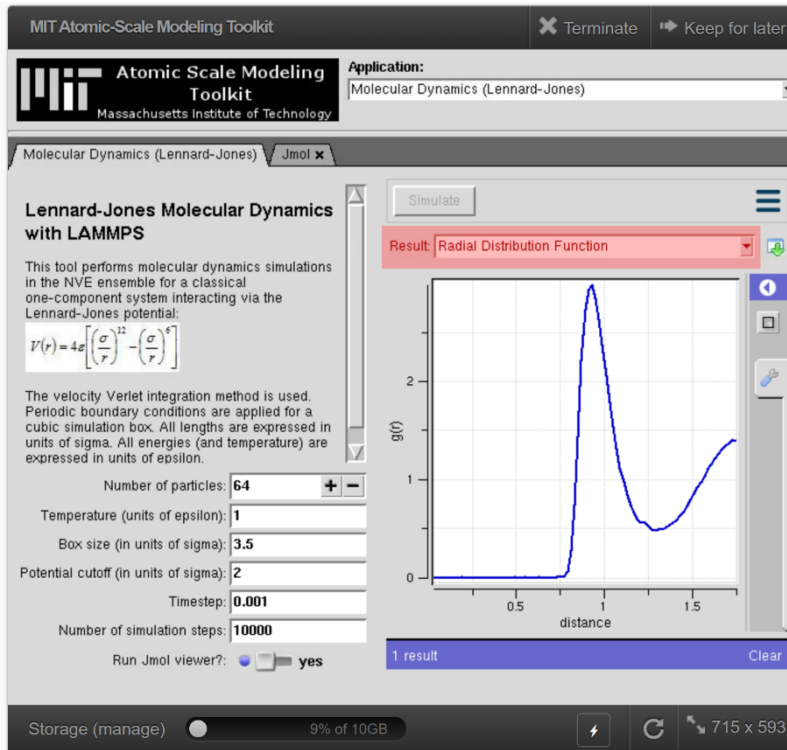 MIT Atomic-Scale Modeling Toolkit
Terminate
Keep for later
Atomic Scale Modeling
Toolkit
Massachusetts Institute of Technology
Application:
Molecular Dynamics (Lennard-Jones)
Molecular Dynamics (Lennard-Jones)
Jmol
Lennard-Jones Molecular Dynamics
with LAMMPS
This tool performs molecular dynamics simulations
in the NVE ensemble for a classical
one-component system interacting via the
Lennard-Jones potential:
V(r)=4ε[(σ/r)^12 −(σ/r)^6]
The velocity Verlet integration method is used.
Periodic boundary conditions are applied for a
cubic simulation box. All lengths are expressed in
units of sigma. All energies (and temperature) are
expressed in units of epsilon.
Number of particles: 64 + −
Temperature (units of epsilon): 1
Box size (in units of sigma): 3.5
Potential cutoff (in units of sigma): 2
Timestep: 0.001
Number of simulation steps: 10000
Run Jmol viewer?: yes
Simulate
Result: Radial Distribution Function
g(r)
2
1
0
0.5 1 1.5
distance
1 result
Clear
Storage (manage)
9% of 10GB
715 x 593